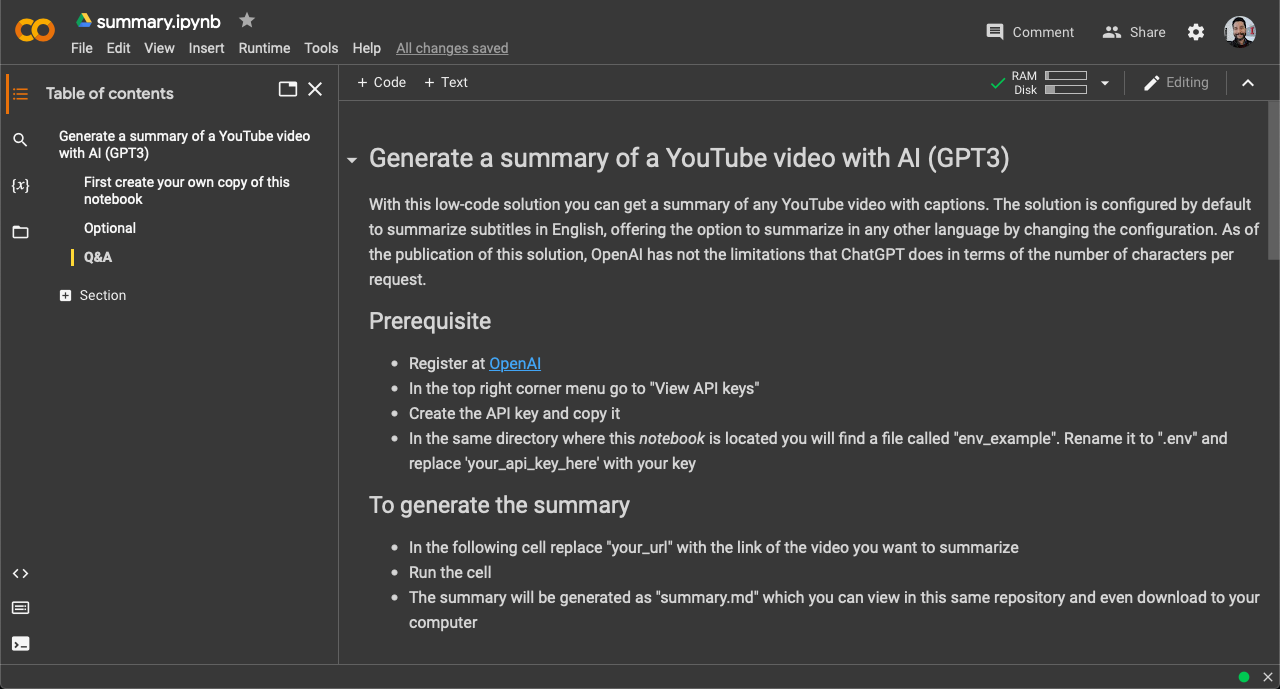 summary.ipynb
File Edit View Insert Runtime Tools Help All changes saved
Comment Share
Table of contents
+ Code + Text
RAM
Disk
Editing
Generate a summary of a YouTube video
with AI (GPT3)
First create your own copy of this
notebook
Optional
Q&A
Section
{x}
Generate a summary of a YouTube video with AI (GPT3)
With this low-code solution you can get a summary of any YouTube video with captions. The solution is configured by default
to summarize subtitles in English, offering the option to summarize in any other language by changing the configuration. As of
the publication of this solution, OpenAI has not the limitations that ChatGPT does in terms of the number of characters per
request.
Prerequisite
• Register at OpenAI
• In the top right corner menu go to "View API keys"
• Create the API key and copy it
• In the same directory where this notebook is located you will find a file called "env_example". Rename it to ".env" and
replace 'your_api_key_here' with your key
To generate the summary
• In the following cell replace "your_url" with the link of the video you want to summarize
• Run the cell
• The summary will be generated as "summary.md" which you can view in this same repository and even download to your
computer